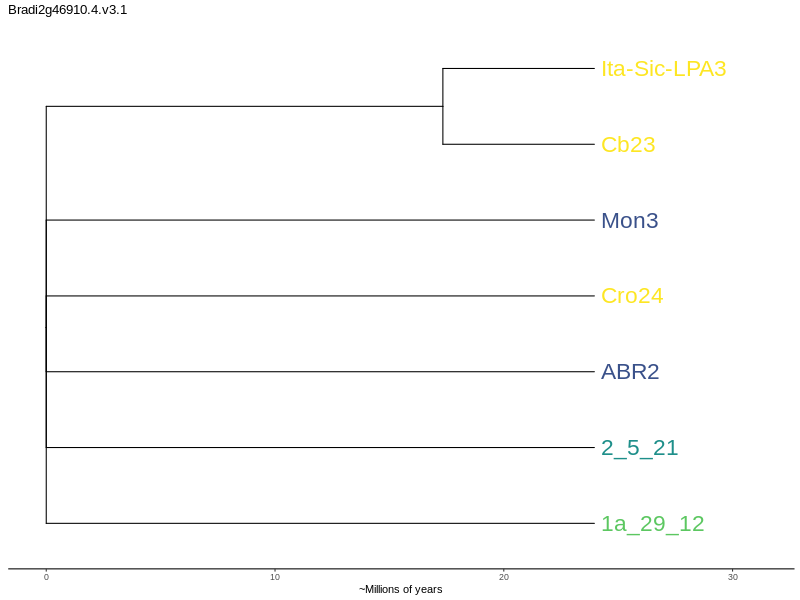 Bradi2g46910.4.v3.1
Ita-Sic-LPA3
Cb23
Mon3
Cro24
ABR2
2_5_21
1a_29_12
0 10 20 30
~Millions of years